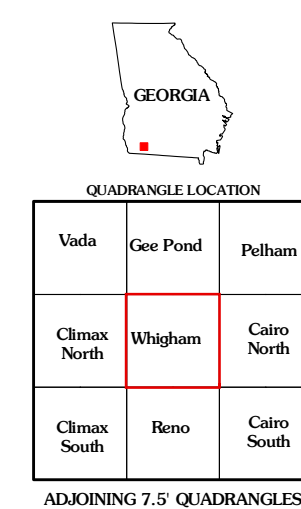 GEORGIA
QUADRANGLE LOCATION
Vada
Gee Pond
Pelham
Climax
North
Whigham
Cairo
North
Climax
South
Reno
Cairo
South
ADJOINING 7.5' QUADRANGLES